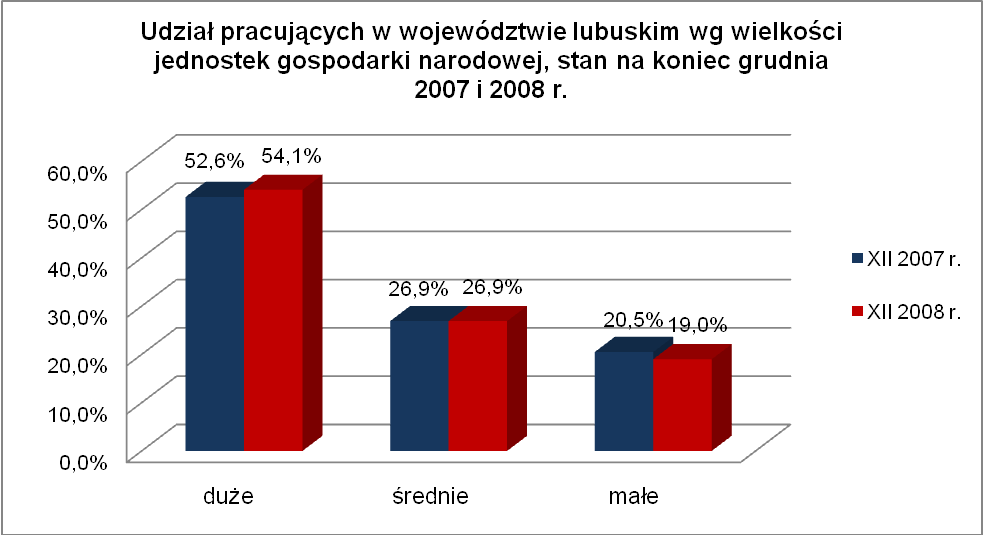 Udział pracujących w województwie lubuskim wg wielkości
jednostek gospodarki narodowej, stan na koniec grudnia
2007 i 2008 r.
52,6%
54,1%
60,0%
50,0%
40,0%
30,0%
20,0%
10,0%
0,0%
26,9%
26,9%
20,5%
19,0%
XII 2007 r.
XII 2008 r.
duże
średnie
małe